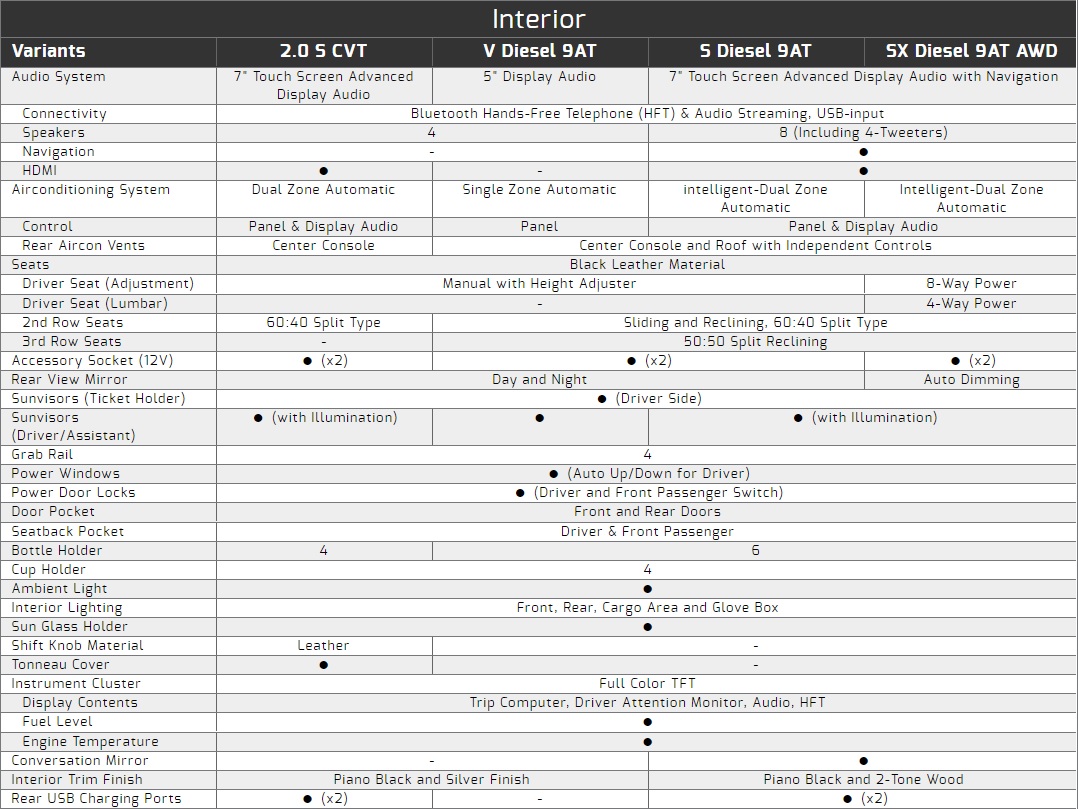 Interior
Variants 2.0 S CVT V Diesel 9AT S Diesel 9AT SX Diesel 9AT AWD
Audio System 7" Touch Screen Advanced Display Audio 5" Display Audio 7" Touch Screen Advanced Display Audio with Navigation
Connectivity Bluetooth Hands-Free Telephone (HFT) & Audio Streaming, USB-input
Speakers 4 8 (Including 4-Tweeters)
Navigation - ●
HDMI ● - ●
Airconditioning System Dual Zone Automatic Single Zone Automatic intelligent-Dual Zone Automatic Intelligent-Dual Zone Automatic
Control Panel & Display Audio Panel Panel & Display Audio
Rear Aircon Vents Center Console Center Console and Roof with Independent Controls
Seats Black Leather Material
Driver Seat (Adjustment) Manual with Height Adjuster 8-Way Power
Driver Seat (Lumbar) - 4-Way Power
2nd Row Seats 60:40 Split Type Sliding and Reclining, 60:40 Split Type
3rd Row Seats - 50:50 Split Reclining
Accessory Socket (12V) ● (x2) ● (x2) ● (x2)
Rear View Mirror Day and Night Auto Dimming
Sunvisors (Ticket Holder) ● (Driver Side)
Sunvisors (Driver/Assistant) ● (with Illumination) ● ● (with Illumination)
Grab Rail 4
Power Windows ● (Auto Up/Down for Driver)
Power Door Locks ● (Driver and Front Passenger Switch)
Door Pocket Front and Rear Doors
Seatback Pocket Driver & Front Passenger
Bottle Holder 4 6
Cup Holder 4
Ambient Light ●
Interior Lighting Front, Rear, Cargo Area and Glove Box
Sun Glass Holder ●
Shift Knob Material Leather -
Tonneau Cover ● -
Instrument Cluster Full Color TFT
Display Contents Trip Computer, Driver Attention Monitor, Audio, HFT
Fuel Level ●
Engine Temperature ●
Conversation Mirror - ●
Interior Trim Finish Piano Black and Silver Finish Piano Black and 2-Tone Wood
Rear USB Charging Ports ● (x2) - ● (x2)